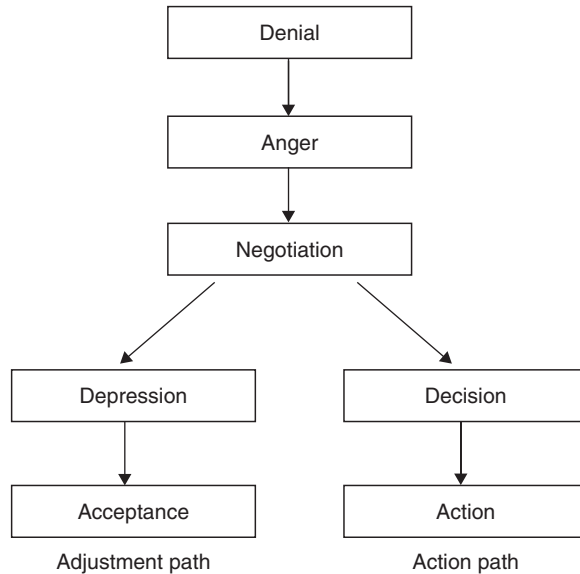 Denial
Anger
Negotiation
Depression
Decision
Acceptance
Action
Adjustment path
Action path